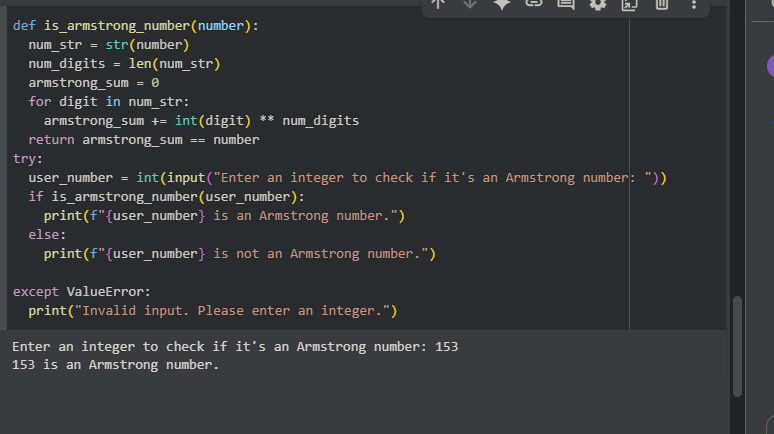 def is_armstrong_number(number):
  num_str = str(number)
  num_digits = len(num_str)
  armstrong_sum = 0
  for digit in num_str:
    armstrong_sum += int(digit) ** num_digits
  return armstrong_sum == number
try:
  user_number = int(input("Enter an integer to check if it's an Armstrong number: "))
  if is_armstrong_number(user_number):
    print(f"{user_number} is an Armstrong number.")
  else:
    print(f"{user_number} is not an Armstrong number.")

except ValueError:
  print("Invalid input. Please enter an integer.")
Enter an integer to check if it's an Armstrong number: 153
153 is an Armstrong number.